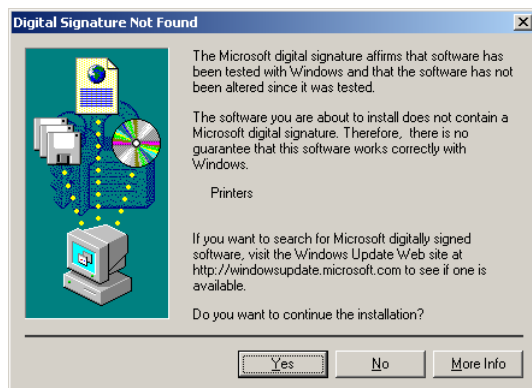 Digital Signature Not Found
The Microsoft digital signature affirms that software has
been tested with Windows and that the software has not
been altered since it was tested.
The software you are about to install does not contain a
Microsoft digital signature. Therefore, there is no
guarantee that this software works correctly with
Windows.
Printers
If you want to search for Microsoft digitally signed
software, visit the Windows Update Web site at
http://windowsupdate.microsoft.com to see if one is
available.
Do you want to continue the installation?
Yes No More Info